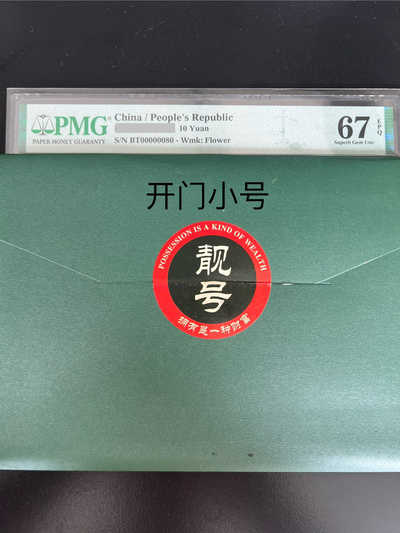 PMG
PAPER MONEY GUARANTY
China / People's Republic
10 Yuan
S/N BT00000080 - Wmk: Flower
67 EPQ
Superb Gem Unc
开门小号
POSSESSION IS A KIND OF WEALTH
靓号
拥有是一种财富